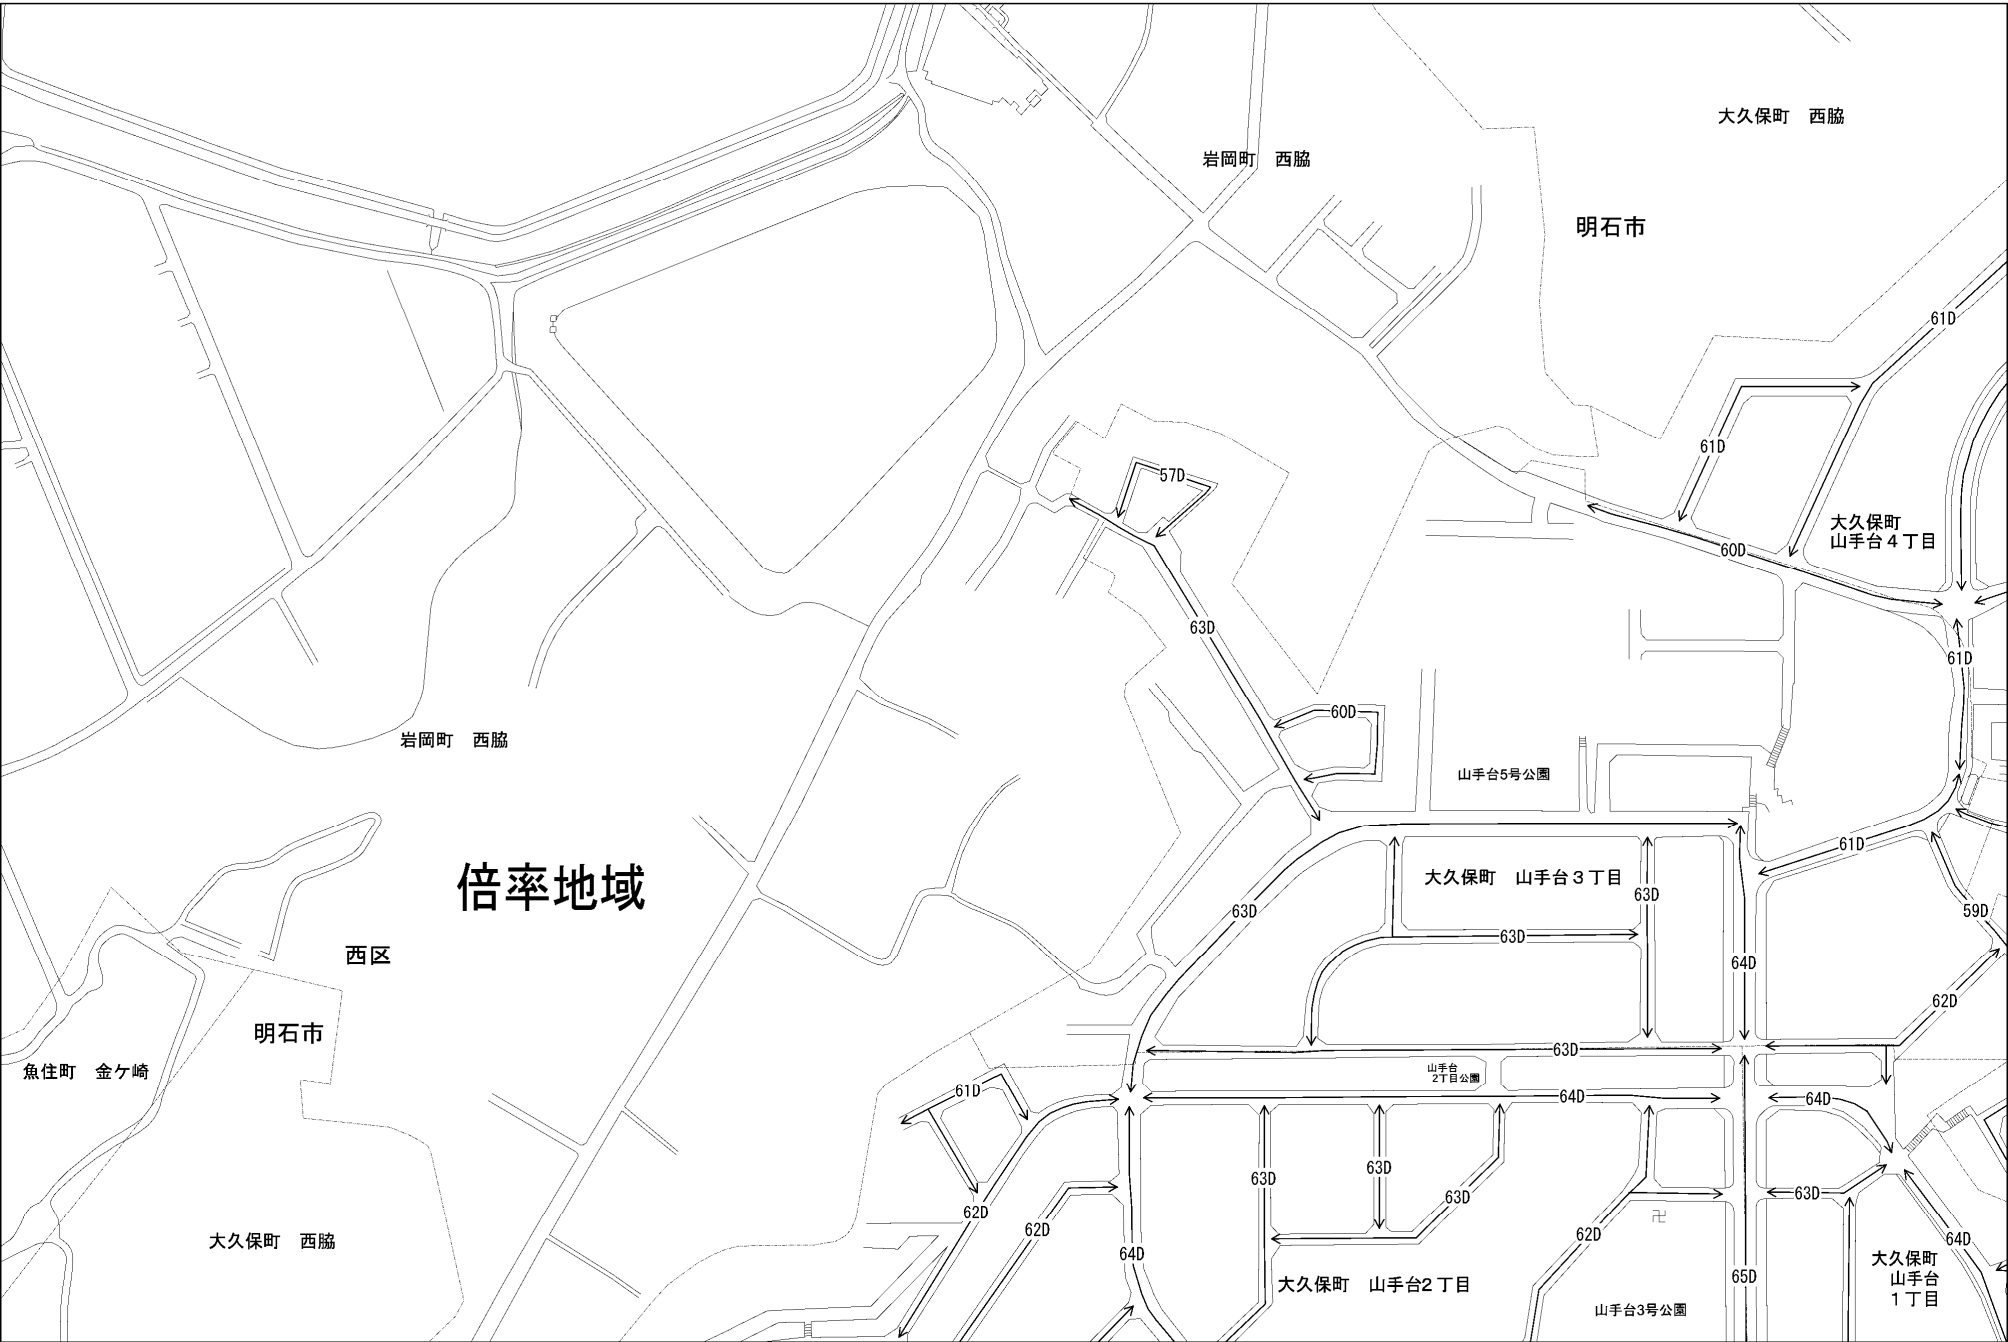 大久保町　西脇
岩岡町　西脇
明石市
61D
61D
57D
大久保町
山手台４丁目
60D
63D
61D
60D
岩岡町　西脇
山手台5号公園
61D
倍率地域
大久保町　山手台３丁目
63D
59D
63D
63D
西区
64D
62D
明石市
63D
魚住町　金ケ崎
山手台
2丁目公園
61D
64D
64D
63D
63D
63D
63D
62D
62D
卍
大久保町　西脇
64D
62D
64D
大久保町
山手台
１丁目
65D
大久保町　山手台２丁目
山手台3号公園